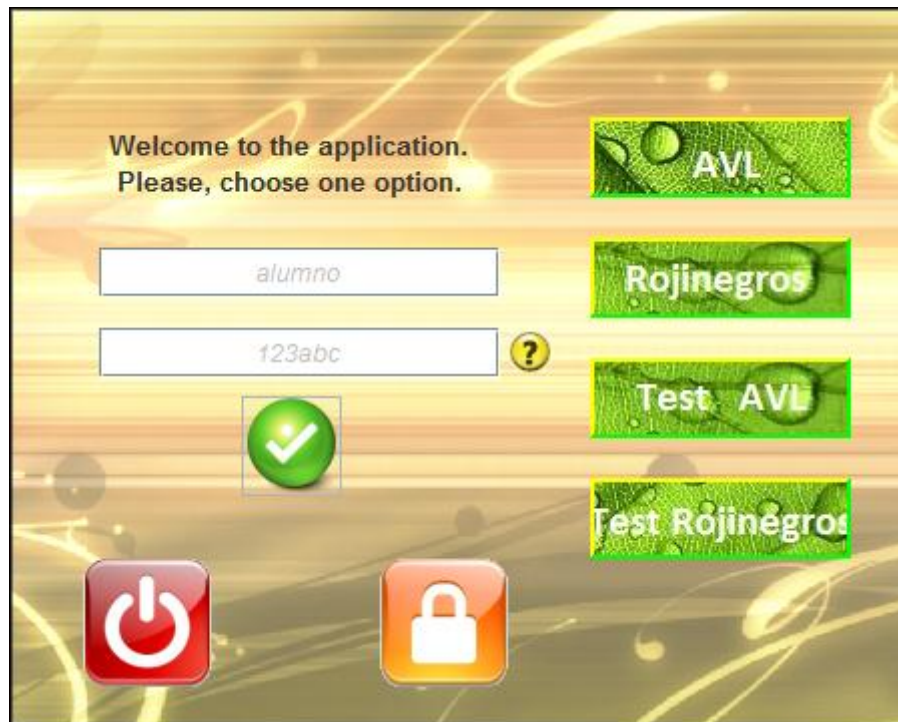 Welcome to the application.
Please, choose one option.
alumno
123abc
?
AVL
Rojinegros
Test AVL
Test Rojinegros